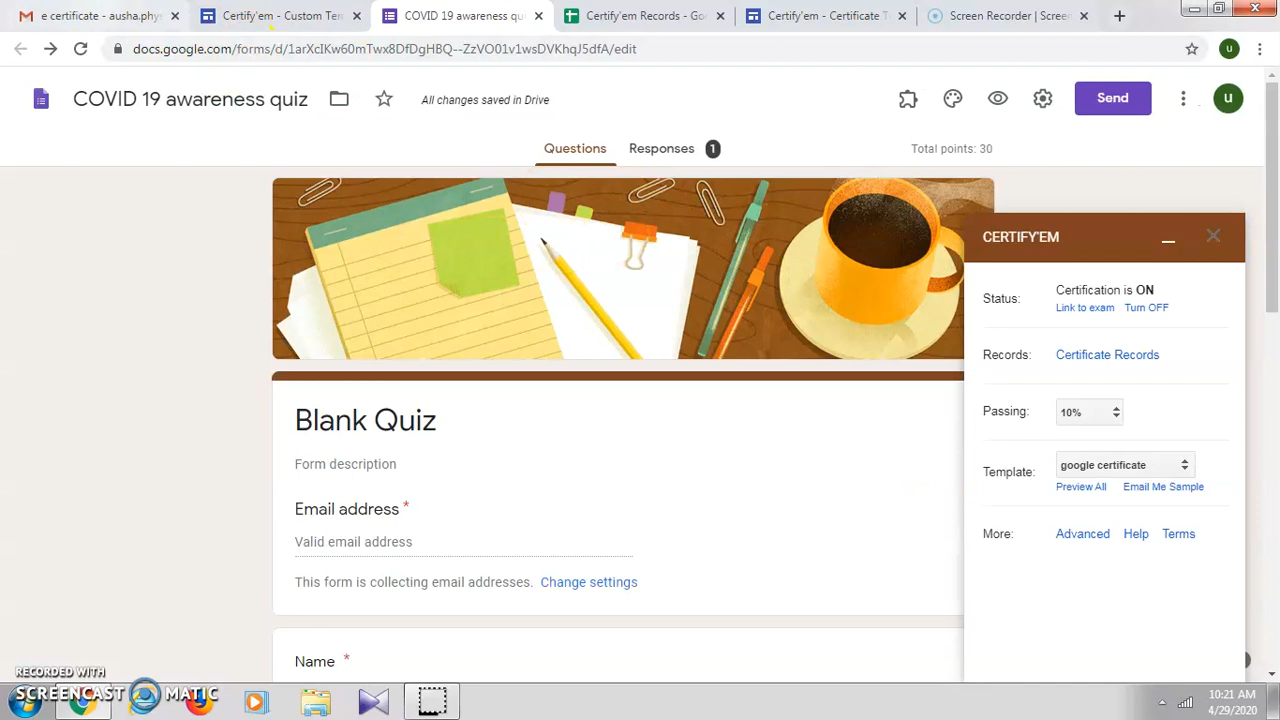 e certificate - ausha.phys
Certify'em - Custom Tem
COVID 19 awareness qu
Certify'em Records - Go
Certify'em - Certificate T
Screen Recorder | Screen
docs.google.com/forms/d/1arXcIKw60mTwx8DfDgHBQ--ZzVO01v1wsDVKhqJ5dfA/edit
u
COVID 19 awareness quiz
All changes saved in Drive
Send
u
Questions
Responses 1
Total points: 30
CERTIFY'EM
Status:
Certification is ON
Link to exam Turn OFF
Records:
Certificate Records
Passing:
10%
Template:
google certificate
Preview All Email Me Sample
More:
Advanced Help Terms
Blank Quiz
Form description
Email address *
Valid email address
This form is collecting email addresses. Change settings
Name *
RECORDED WITH
SCREENCAST MATIC
10:21 AM
4/29/2020